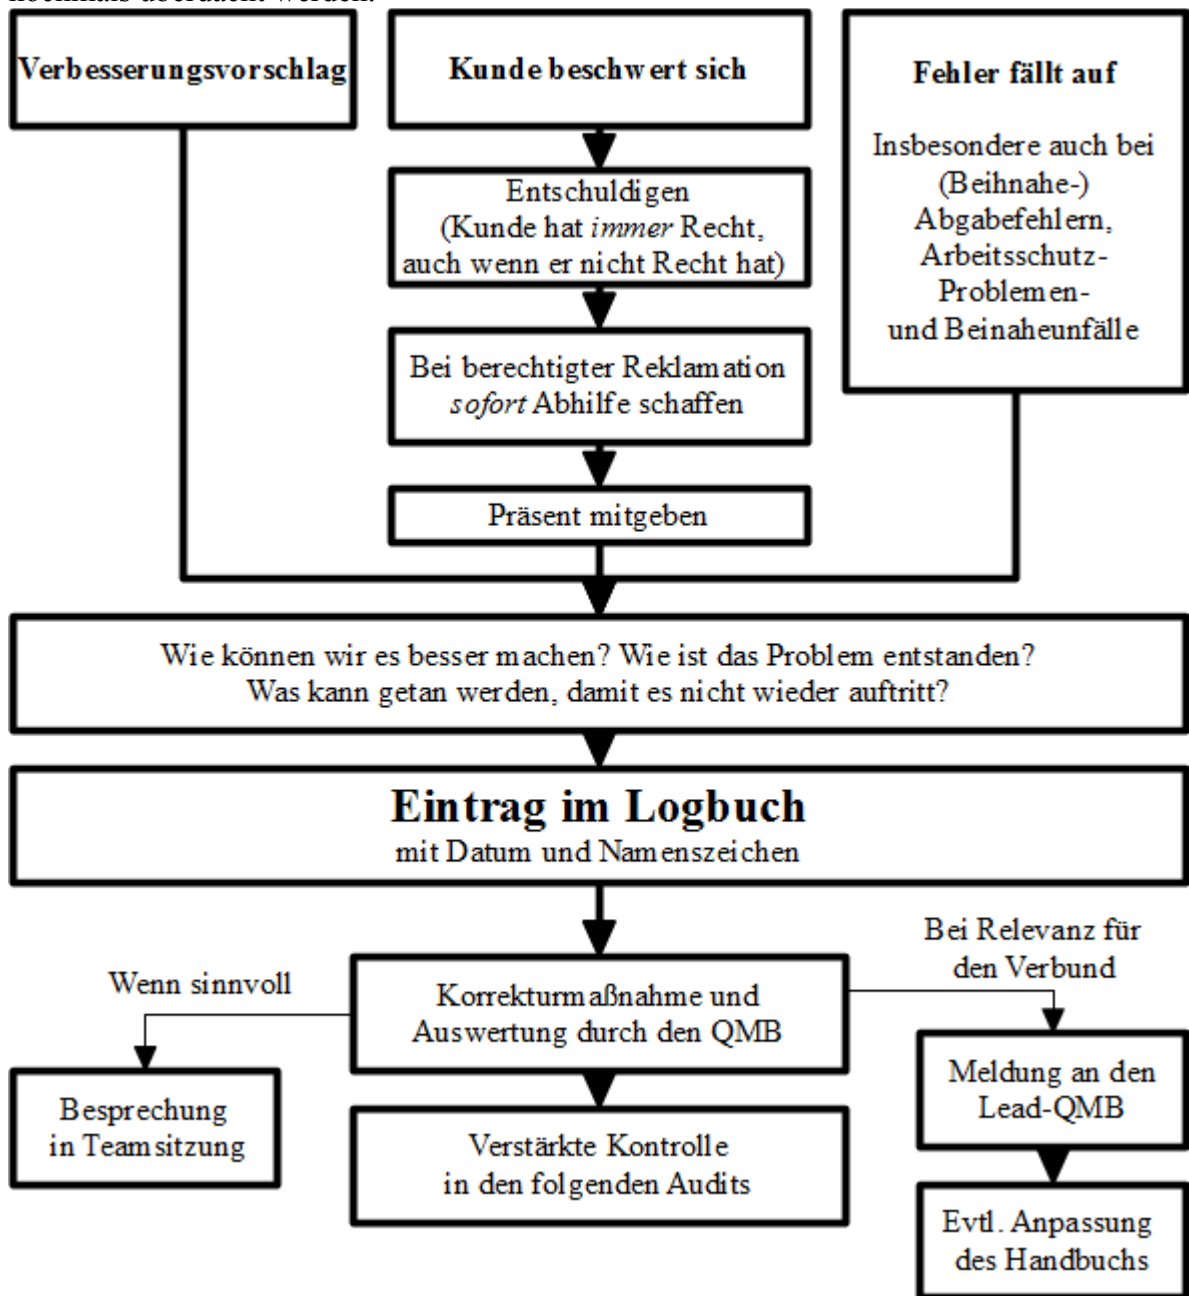 nochmals überdacht werden.
Verbesserungsvorschlag
Kunde beschwert sich
Fehler fällt auf
Insbesondere auch bei
(Beihnahe-)
Abgabefehlern,
Arbeitsschutz-
Problemen-
und Beinaheunfälle
Entschuldigen
(Kunde hat immer Recht,
auch wenn er nicht Recht hat)
Bei berechtigter Reklamation
sofort Abhilfe schaffen
Präsent mitgeben
Wie können wir es besser machen? Wie ist das Problem entstanden?
Was kann getan werden, damit es nicht wieder auftritt?
Eintrag im Logbuch
mit Datum und Namenszeichen
Wenn sinnvoll
Korrekturmaßnahme und
Auswertung durch den QMB
Bei Relevanz für
den Verbund
Besprechung
in Teamsitzung
Verstärkte Kontrolle
in den folgenden Audits
Meldung an den
Lead-QMB
Evtl. Anpassung
des Handbuchs